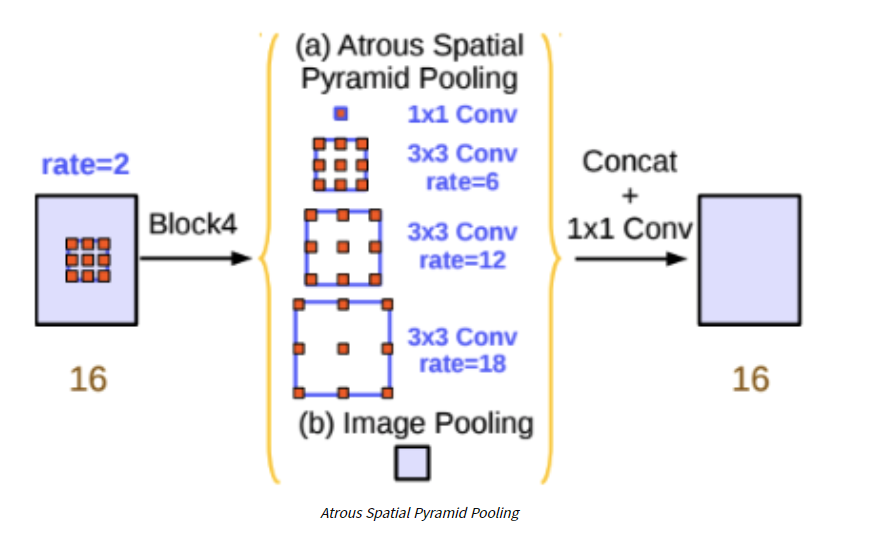 (a) Atrous Spatial
Pyramid Pooling
1x1 Conv
rate=2
3x3 Conv
rate=6
Concat
+
1x1 Conv
Block4
3x3 Conv
rate=12
3x3 Conv
rate=18
16
16
(b) Image Pooling
Atrous Spatial Pyramid Pooling